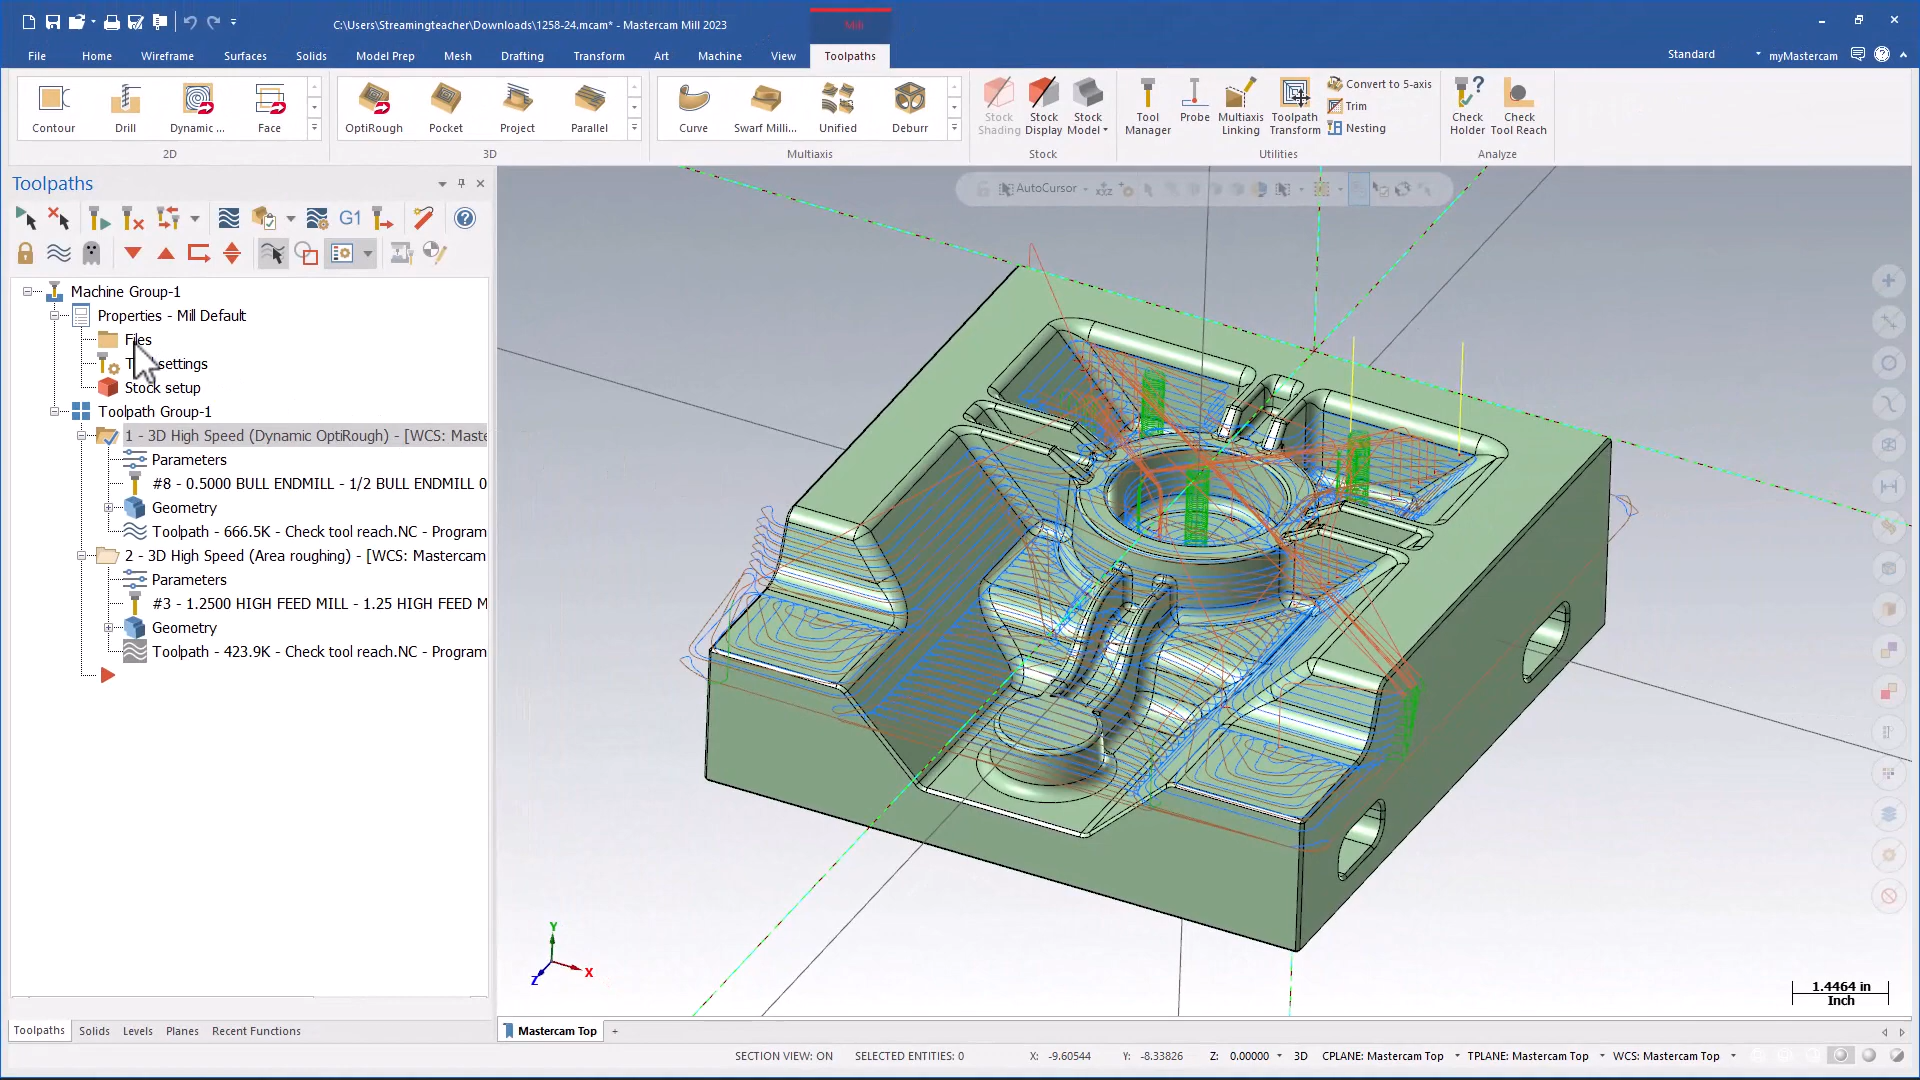 C:\Users\Streamingteacher\Downloads\1258-24.mcam* - Mastercam Mill 2023
Mill
File Home Wireframe Surfaces Solids Model Prep Mesh Drafting Transform Art Machine View Toolpaths
Standard myMastercam
Contour Drill Dynamic ... Face
2D
OptiRough Pocket Project Parallel
3D
Curve Swarf Milli... Unified Deburr
Multiaxis
Stock Shading Stock Display Stock Model
Stock
Tool Manager Probe Multiaxis Linking Toolpath Transform
Convert to 5-axis
Trim
Nesting
Utilities
Check Holder Check Tool Reach
Analyze
Toolpaths
AutoCursor
G1
Machine Group-1
Properties - Mill Default
Files
settings
Stock setup
Toolpath Group-1
1 - 3D High Speed (Dynamic OptiRough) - [WCS: Maste
Parameters
#8 - 0.5000 BULL ENDMILL - 1/2 BULL ENDMILL 0
Geometry
Toolpath - 666.5K - Check tool reach.NC - Program
2 - 3D High Speed (Area roughing) - [WCS: Mastercam
Parameters
#3 - 1.2500 HIGH FEED MILL - 1.25 HIGH FEED M
Geometry
Toolpath - 423.9K - Check tool reach.NC - Program
Y
X
Z
1.4464 in
Inch
Toolpaths Solids Levels Planes Recent Functions
Mastercam Top +
SECTION VIEW: ON SELECTED ENTITIES: 0 X: -9.60544 Y: -8.33826 Z: 0.00000 3D CPLANE: Mastercam Top TPLANE: Mastercam Top WCS: Mastercam Top